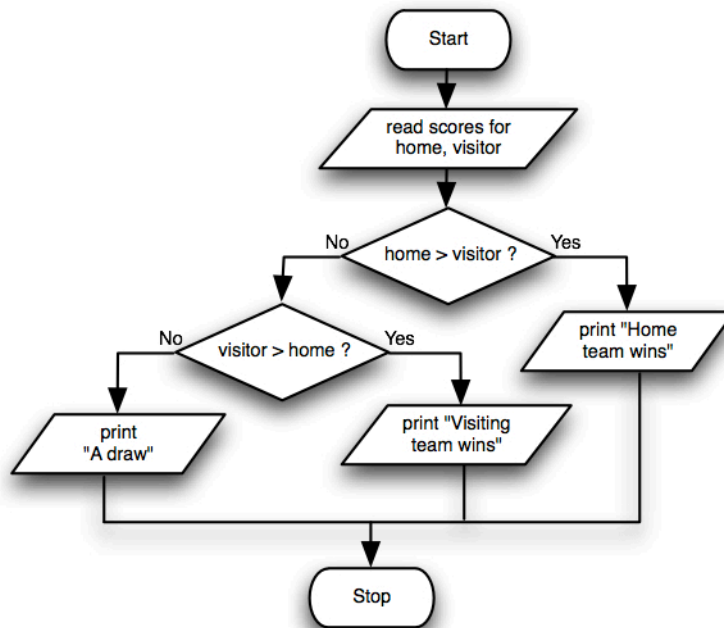 Start
read scores for
home, visitor
No
home > visitor ?
Yes
No
visitor > home ?
Yes
print "Home
team wins"
print
"A draw"
print "Visiting
team wins"
Stop